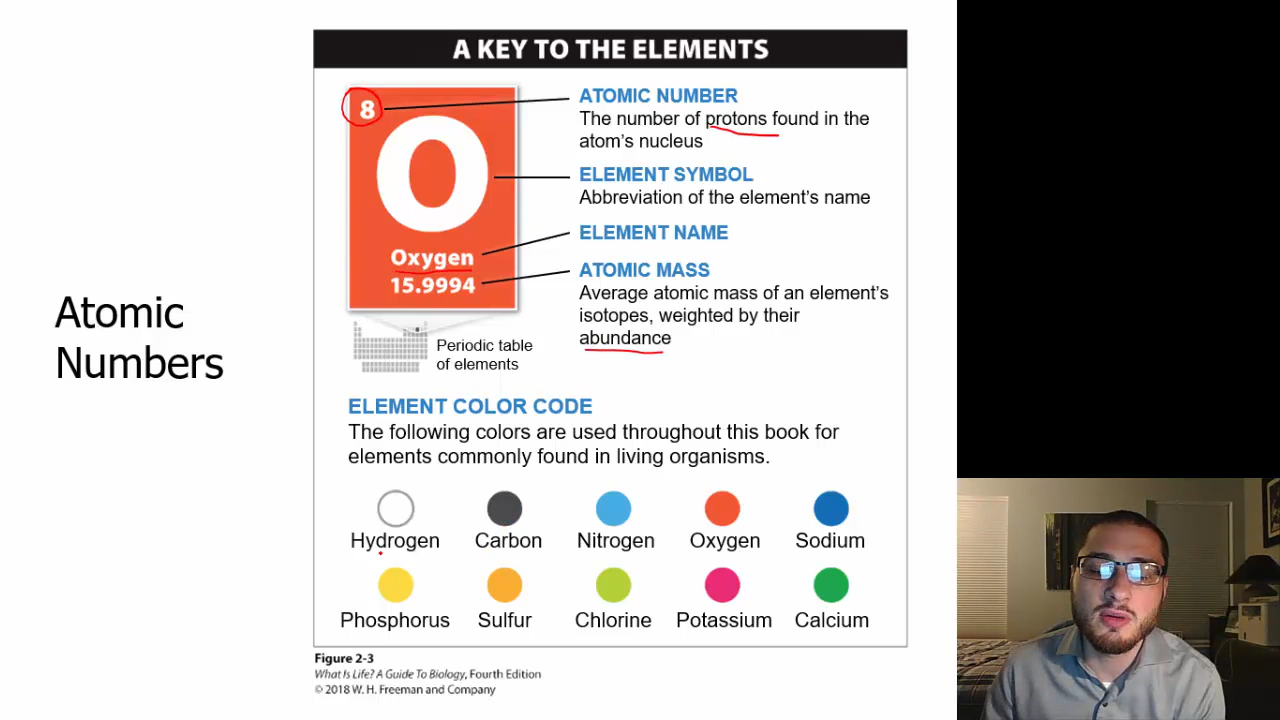 Atomic
Numbers
A KEY TO THE ELEMENTS
8
O
Oxygen
15.9994
ATOMIC NUMBER
The number of protons found in the
atom's nucleus
ELEMENT SYMBOL
Abbreviation of the element's name
ELEMENT NAME
ATOMIC MASS
Average atomic mass of an element's
isotopes, weighted by their
abundance
Periodic table
of elements
ELEMENT COLOR CODE
The following colors are used throughout this book for
elements commonly found in living organisms.
Hydrogen Carbon Nitrogen Oxygen Sodium
Phosphorus Sulfur Chlorine Potassium Calcium
Figure 2-3
What Is Life? A Guide To Biology, Fourth Edition
© 2018 W. H. Freeman and Company